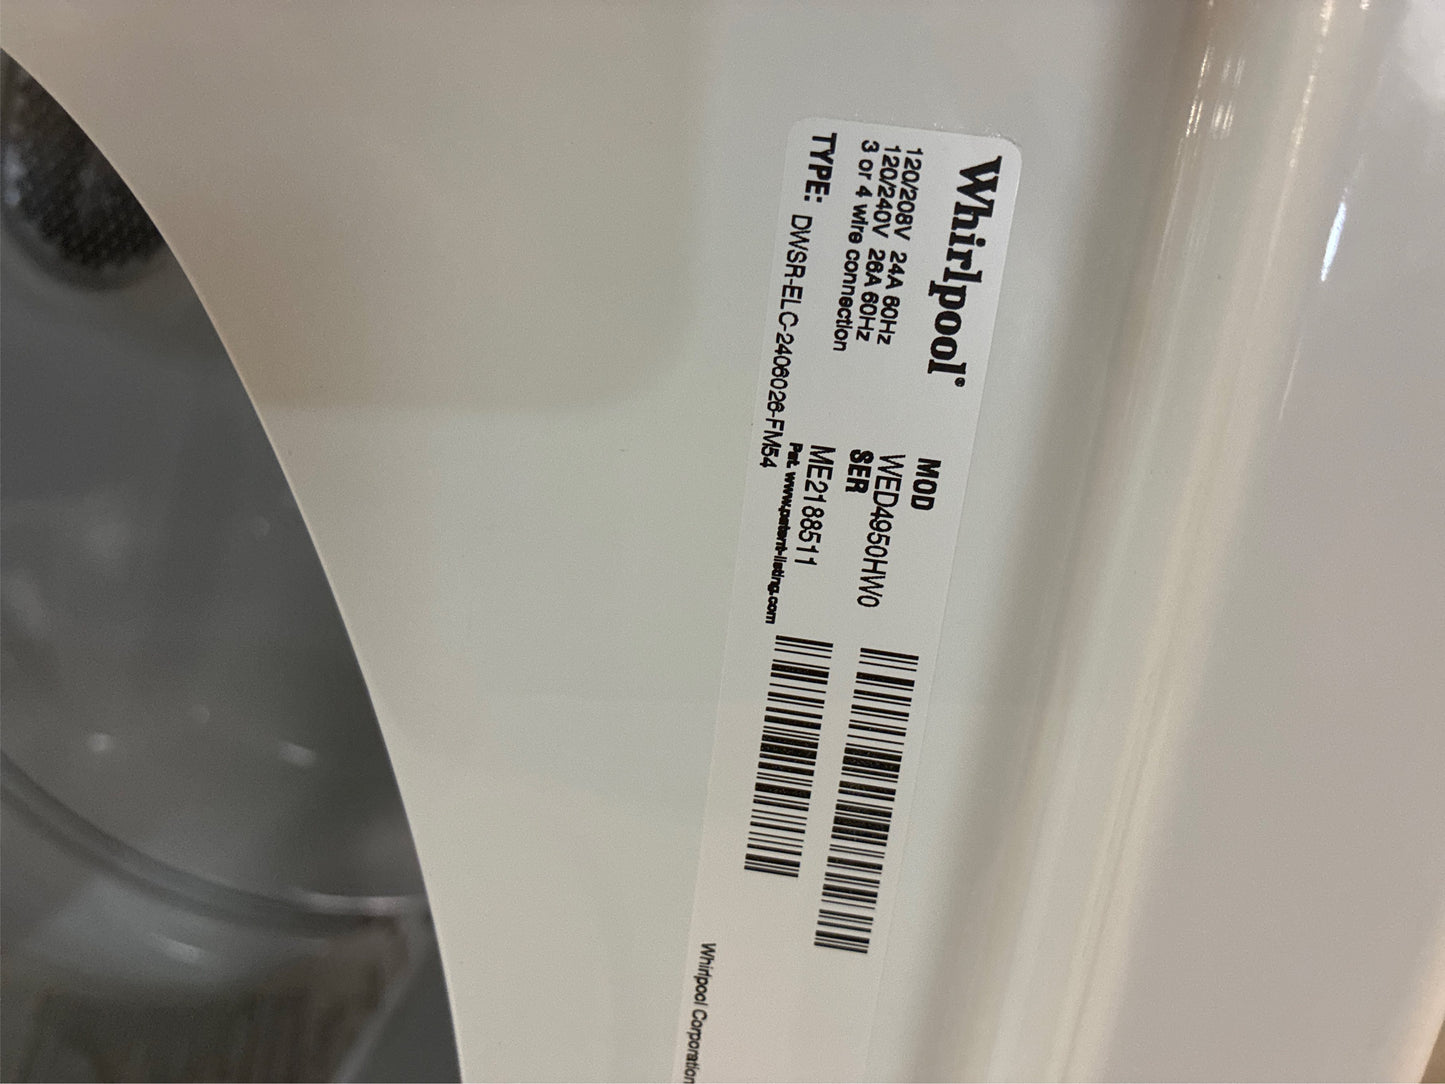 Whirlpool®
120/208V 24A 60Hz
120/240V 26A 60Hz
3 or 4 wire connection
TYPE: DWSR-ELC-2406026-FM54
MOD
WED4950HW0
SER
ME2188511
Pat. www.patent-listing.com
Whirlpool Corporation